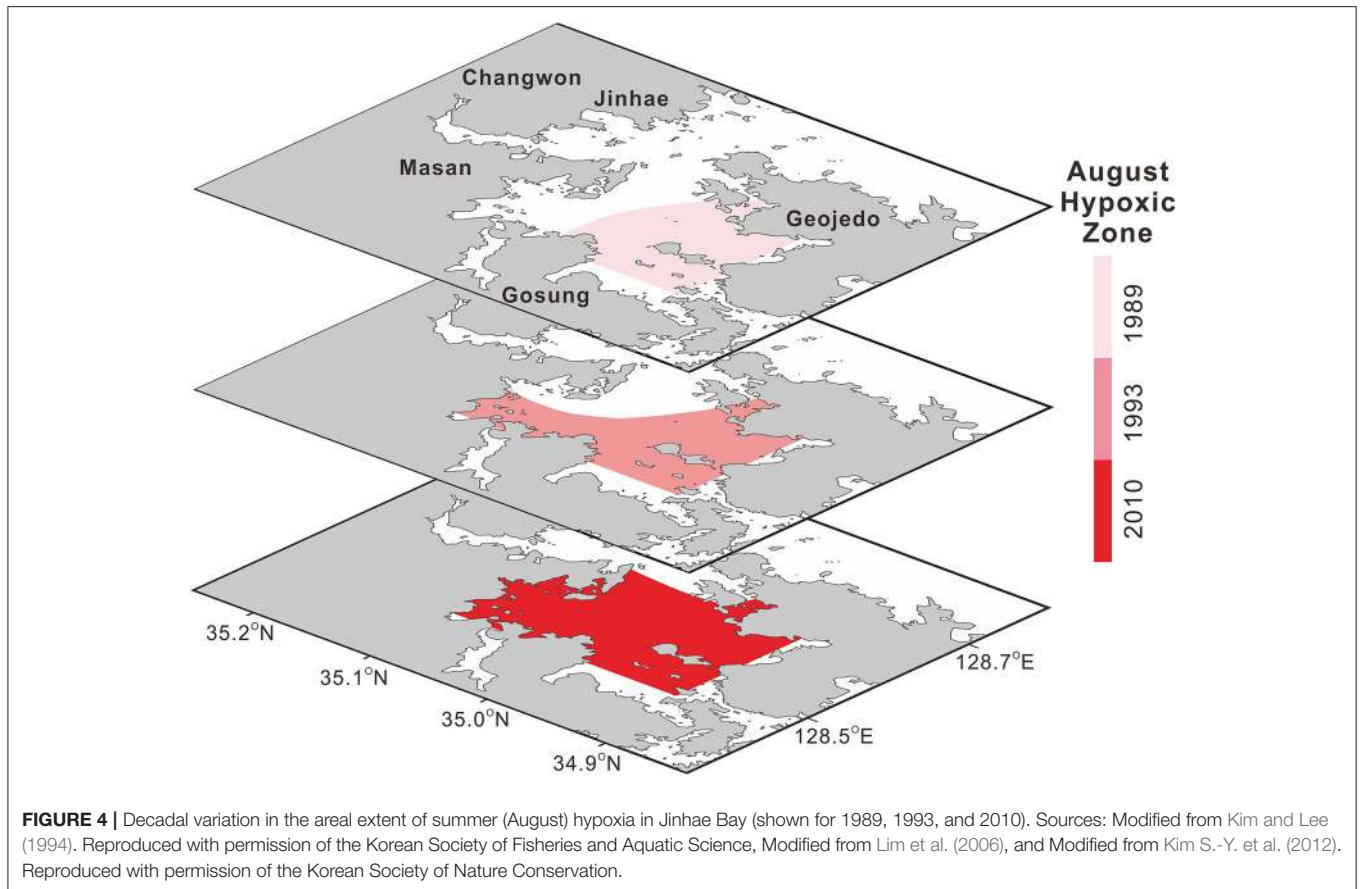 Changwon
Jinhae
Masan
Geojedo
Gosung
August
Hypoxic
Zone
1989
1993
2010
35.2°N
35.1°N
35.0°N
34.9°N
128.5°E
128.7°E
FIGURE 4 | Decadal variation in the areal extent of summer (August) hypoxia in Jinhae Bay (shown for 1989, 1993, and 2010). Sources: Modified from Kim and Lee
(1994). Reproduced with permission of the Korean Society of Fisheries and Aquatic Science, Modified from Lim et al. (2006), and Modified from Kim S.-Y. et al. (2012).
Reproduced with permission of the Korean Society of Nature Conservation.